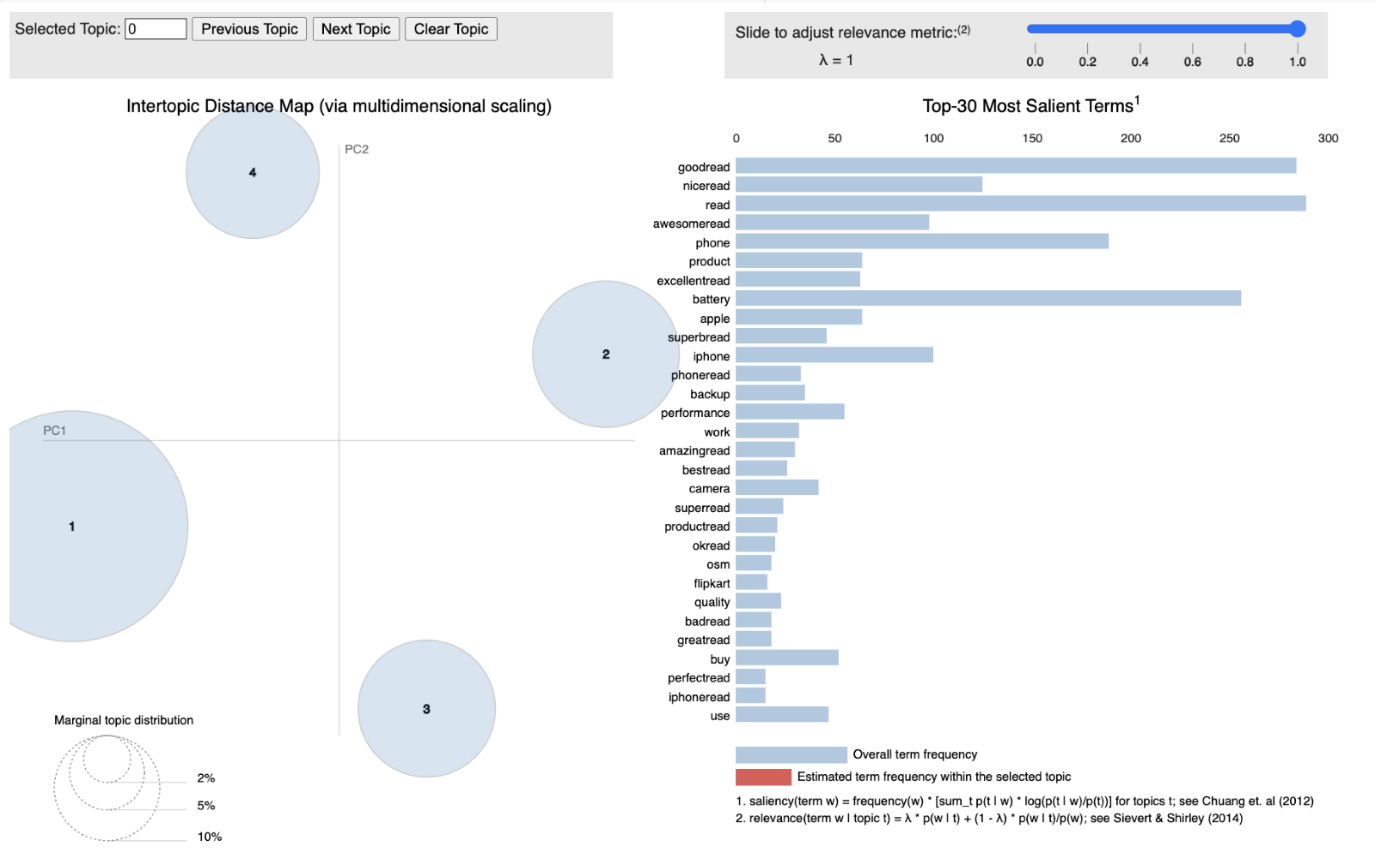 Selected Topic: 0 Previous Topic Next Topic Clear Topic
Slide to adjust relevance metric:(2)
λ = 1
0.0 0.2 0.4 0.6 0.8 1.0
Intertopic Distance Map (via multidimensional scaling)
PC2
PC1
4
2
1
3
Marginal topic distribution
2%
5%
10%
Top-30 Most Salient Terms1
0 50 100 150 200 250 300
goodread
niceread
read
awesomeread
phone
product
excellentread
battery
apple
superbread
iphone
phoneread
backup
performance
work
amazingread
bestread
camera
superread
productread
okread
osm
flipkart
quality
badread
greatread
buy
perfectread
iphoneread
use
Overall term frequency
Estimated term frequency within the selected topic
1. saliency(term w) = frequency(w) * [sum_t p(t | w) * log(p(t | w)/p(t))] for topics t; see Chuang et. al (2012)
2. relevance(term w | topic t) = λ * p(w | t) + (1 - λ) * p(w | t)/p(w); see Sievert & Shirley (2014)